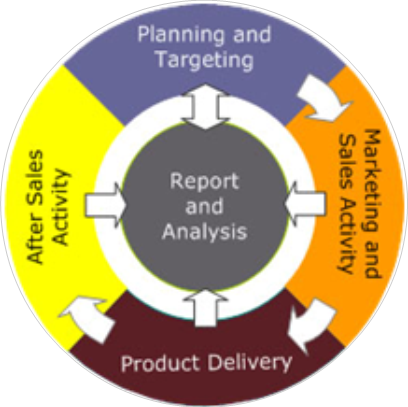 Planning and
Targeting
Marketing and
Sales Activity
Product Delivery
After Sales
Activity
Report
and
Analysis